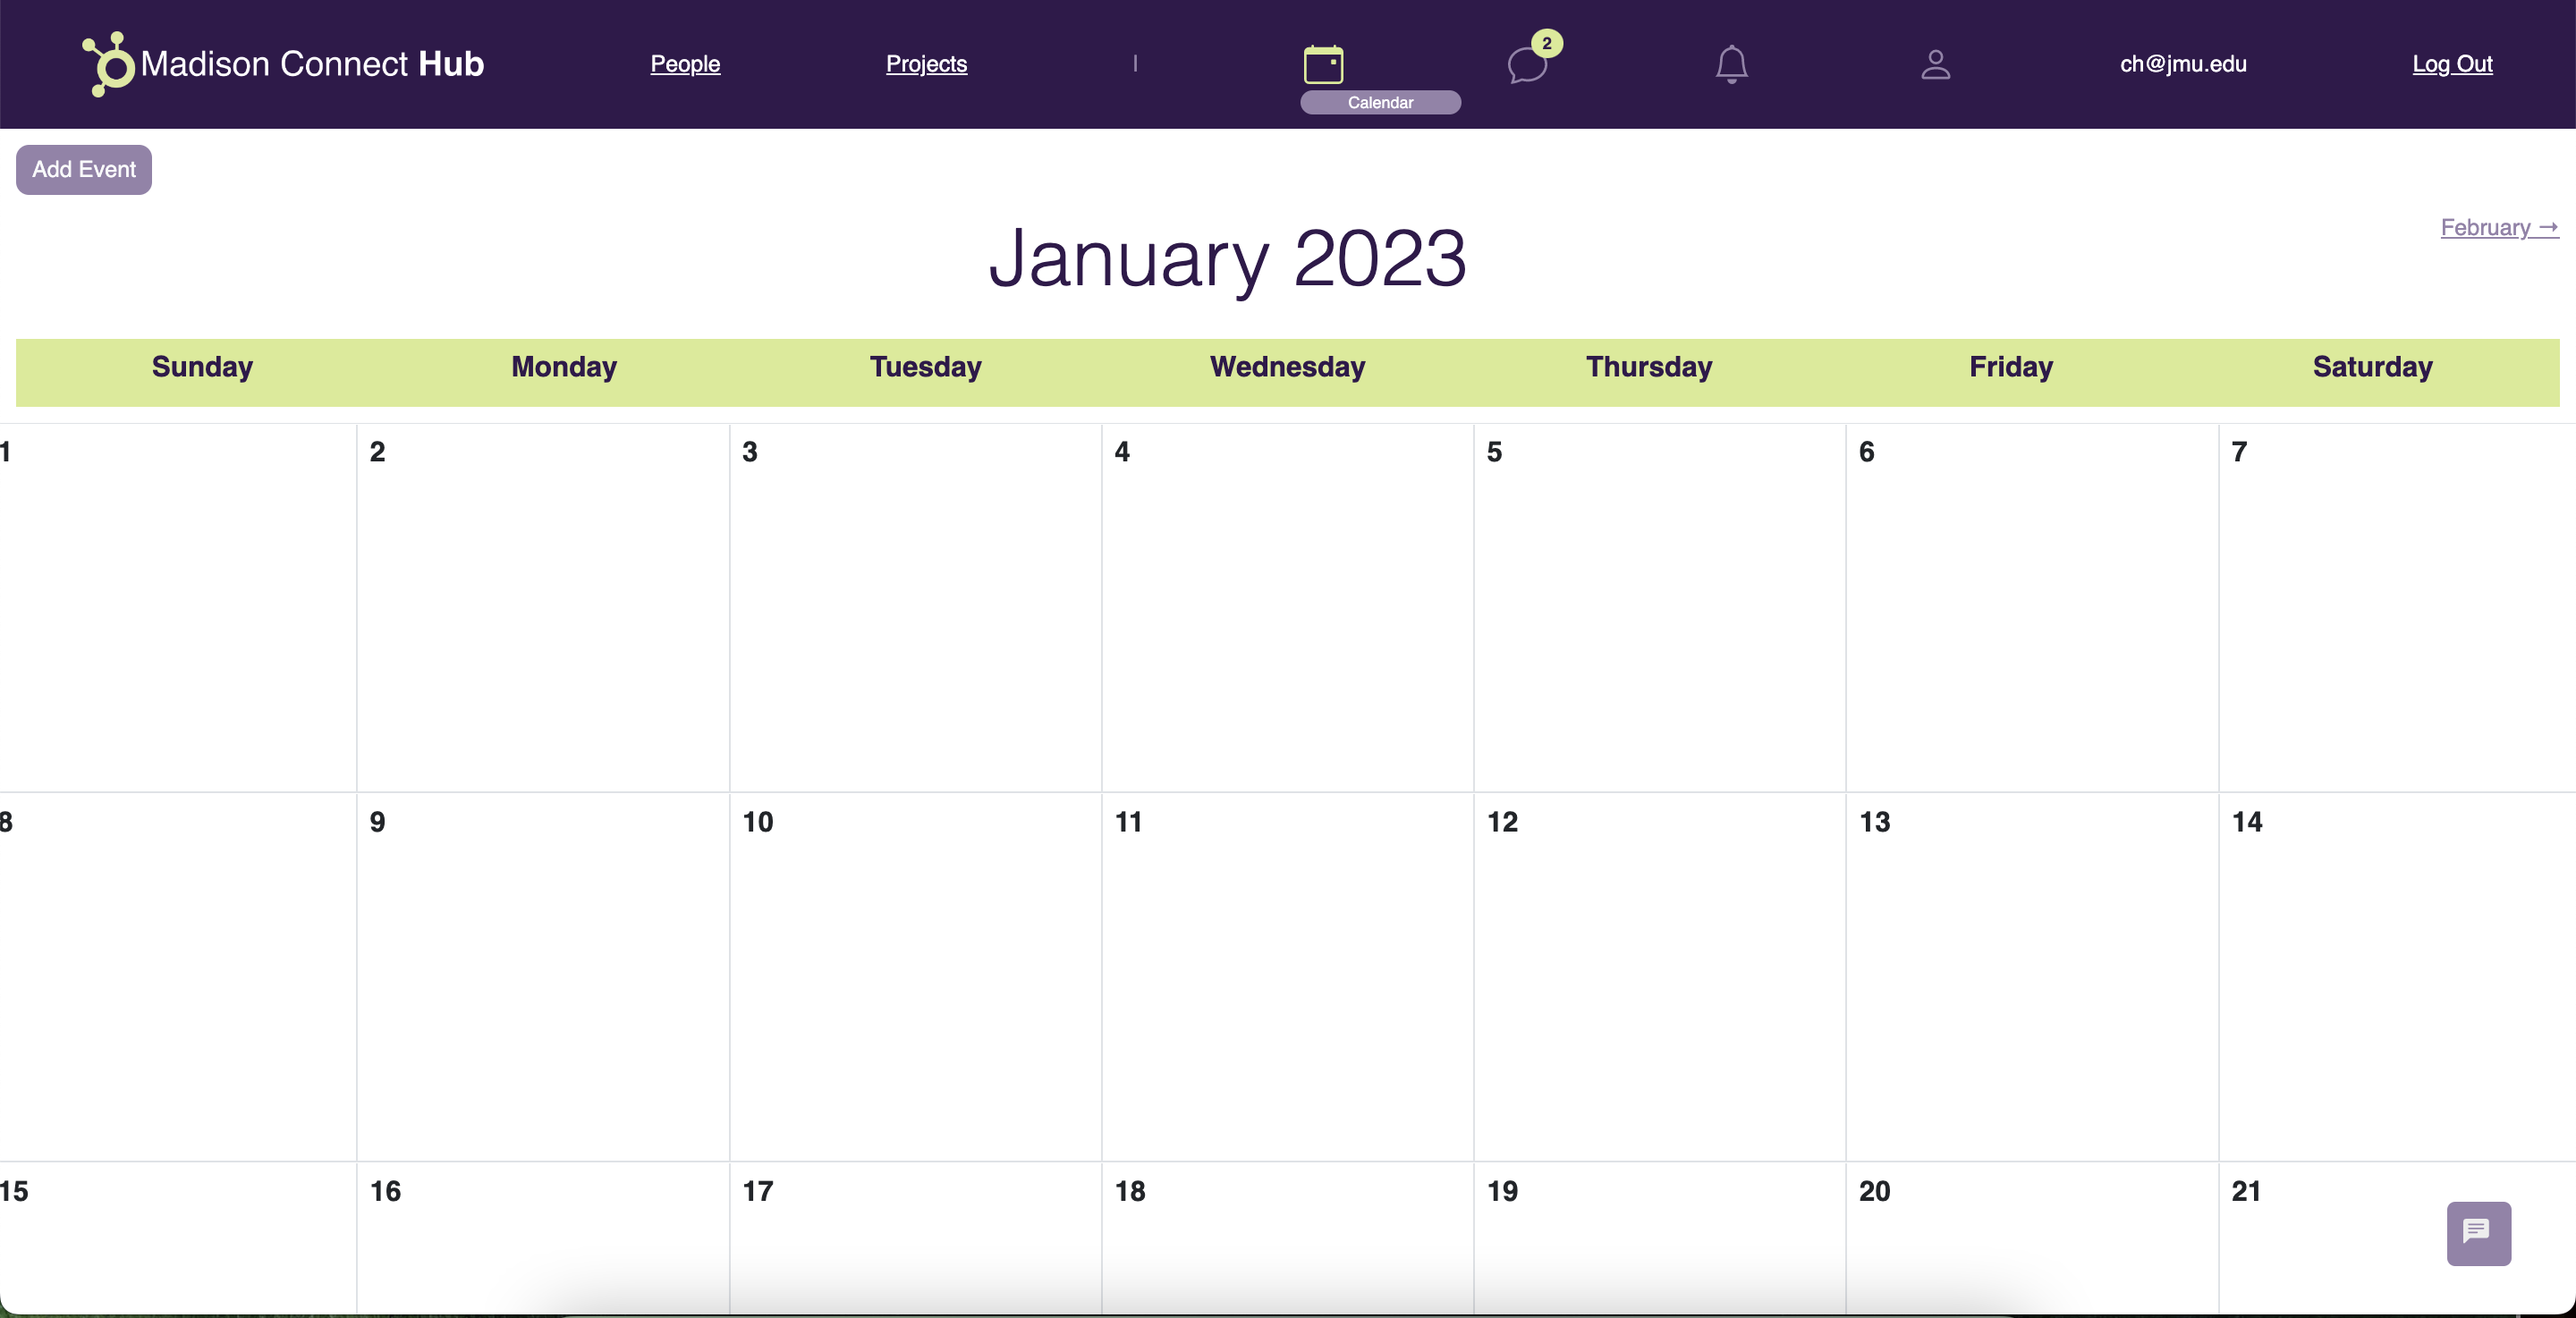 Madison Connect Hub People Projects | 2 ch@jmu.edu Log Out
Calendar
Add Event
February →
January 2023
Sunday Monday Tuesday Wednesday Thursday Friday Saturday
1 2 3 4 5 6 7
8 9 10 11 12 13 14
15 16 17 18 19 20 21